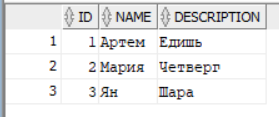 ID NAME DESCRIPTION
1 1 Артем Едишь
2 2 Мария Четверг
3 3 Ян Шара